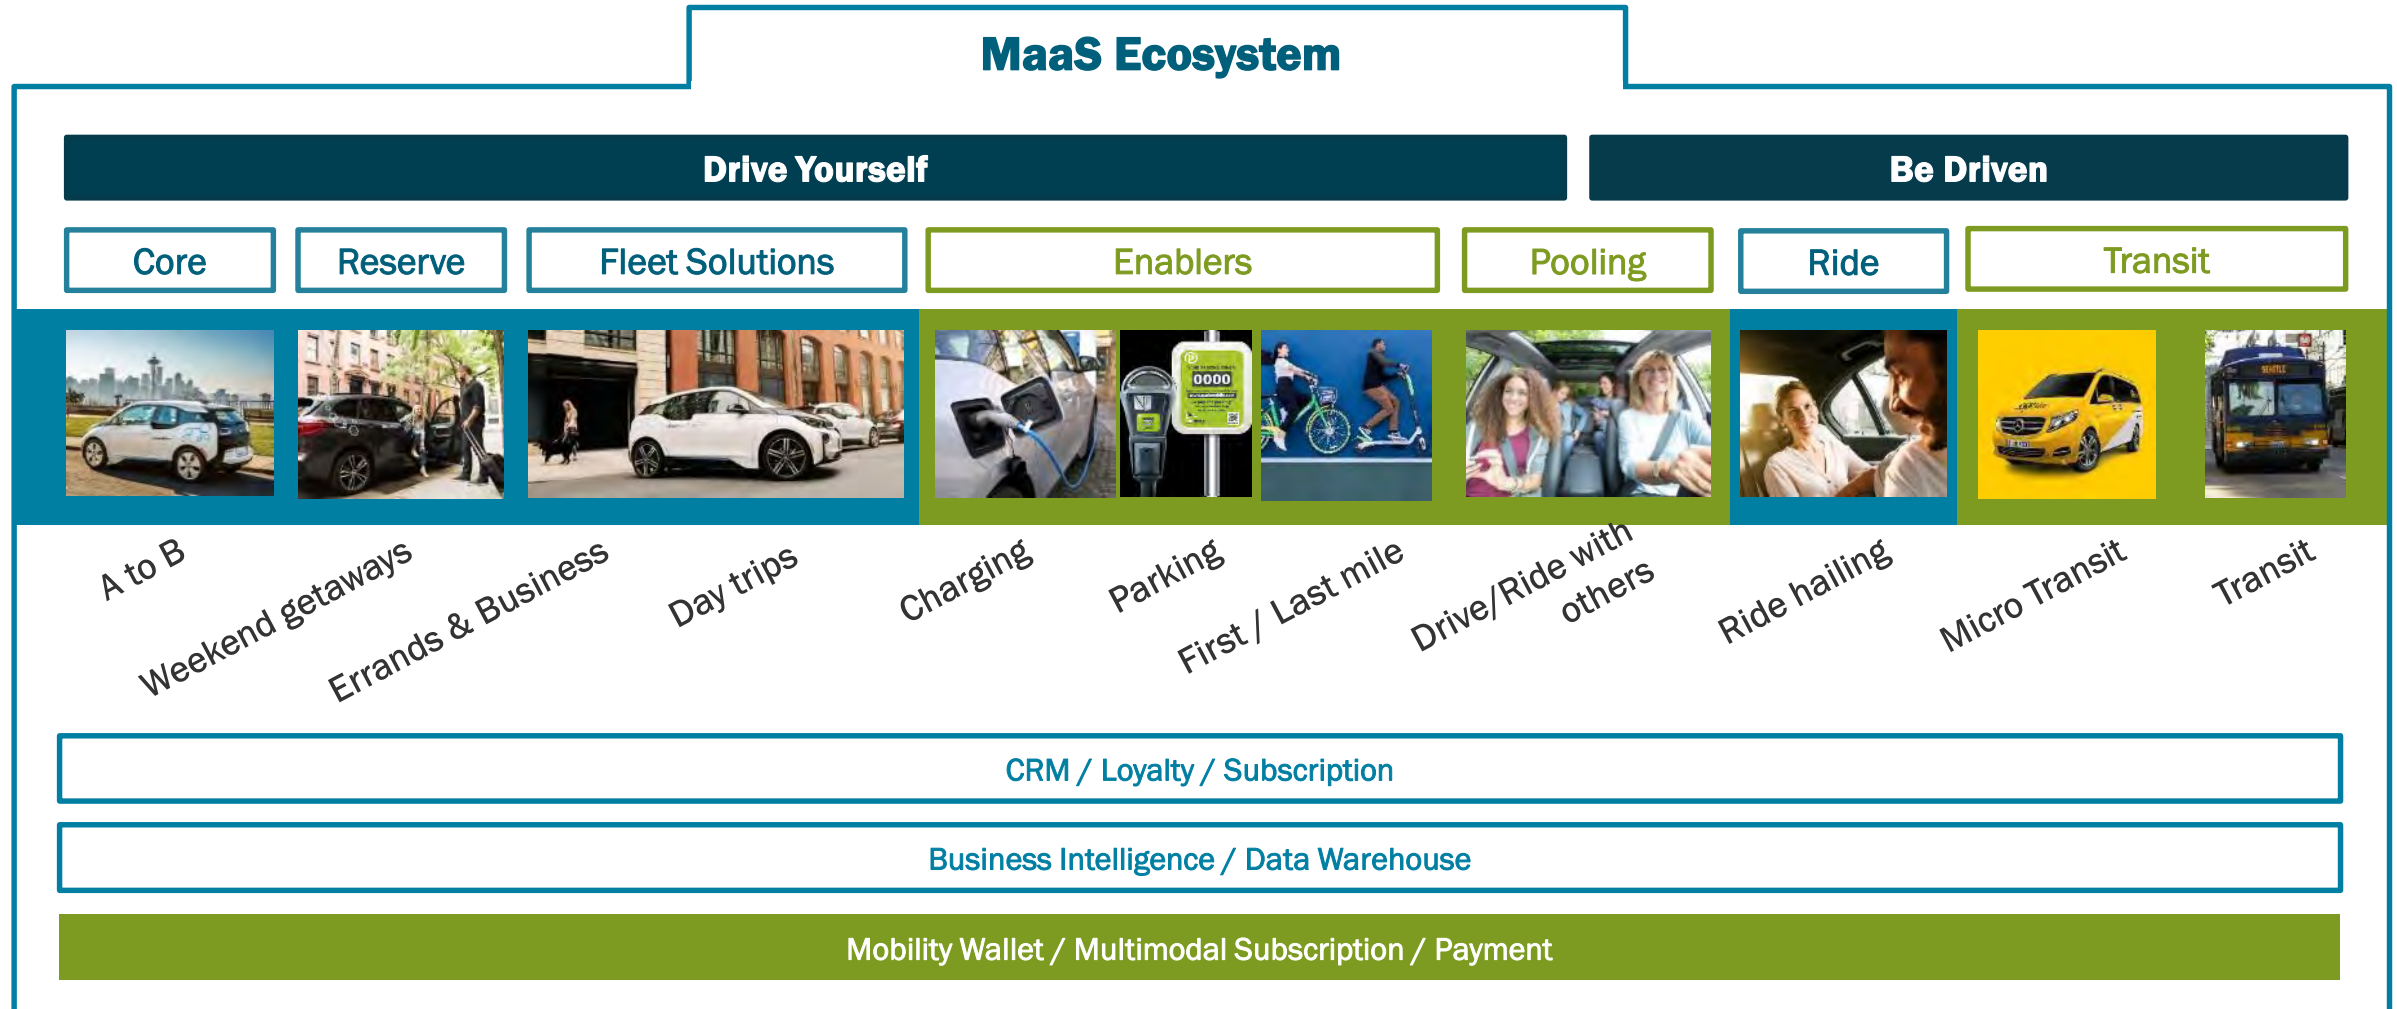 MaaS Ecosystem
Drive Yourself
Be Driven
Core
Reserve
Fleet Solutions
Enablers
Pooling
Ride
Transit
0000
SEATTLE
A to B
Weekend getaways
Errands & Business
Day trips
Charging
Parking
First / Last mile
Drive/Ride with
others
Ride hailing
Micro Transit
Transit
CRM / Loyalty / Subscription
Business Intelligence / Data Warehouse
Mobility Wallet / Multimodal Subscription / Payment